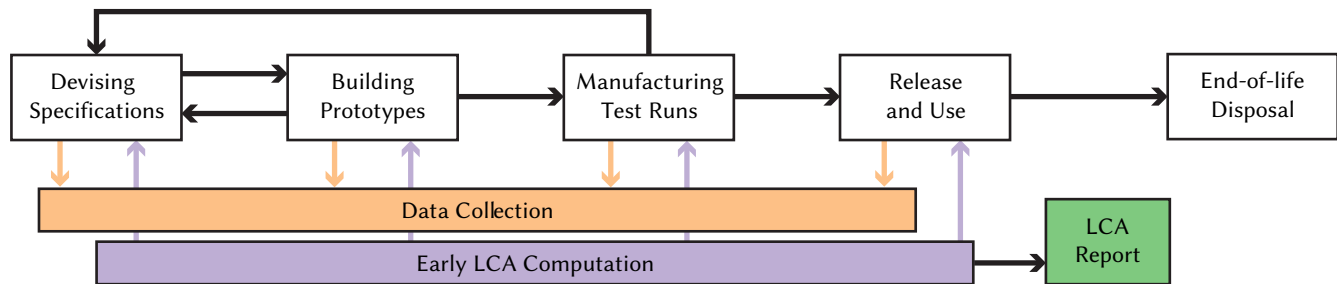 Devising
Specifications
Building
Prototypes
Manufacturing
Test Runs
Release
and Use
End-of-life
Disposal
Data Collection
Early LCA Computation
LCA
Report